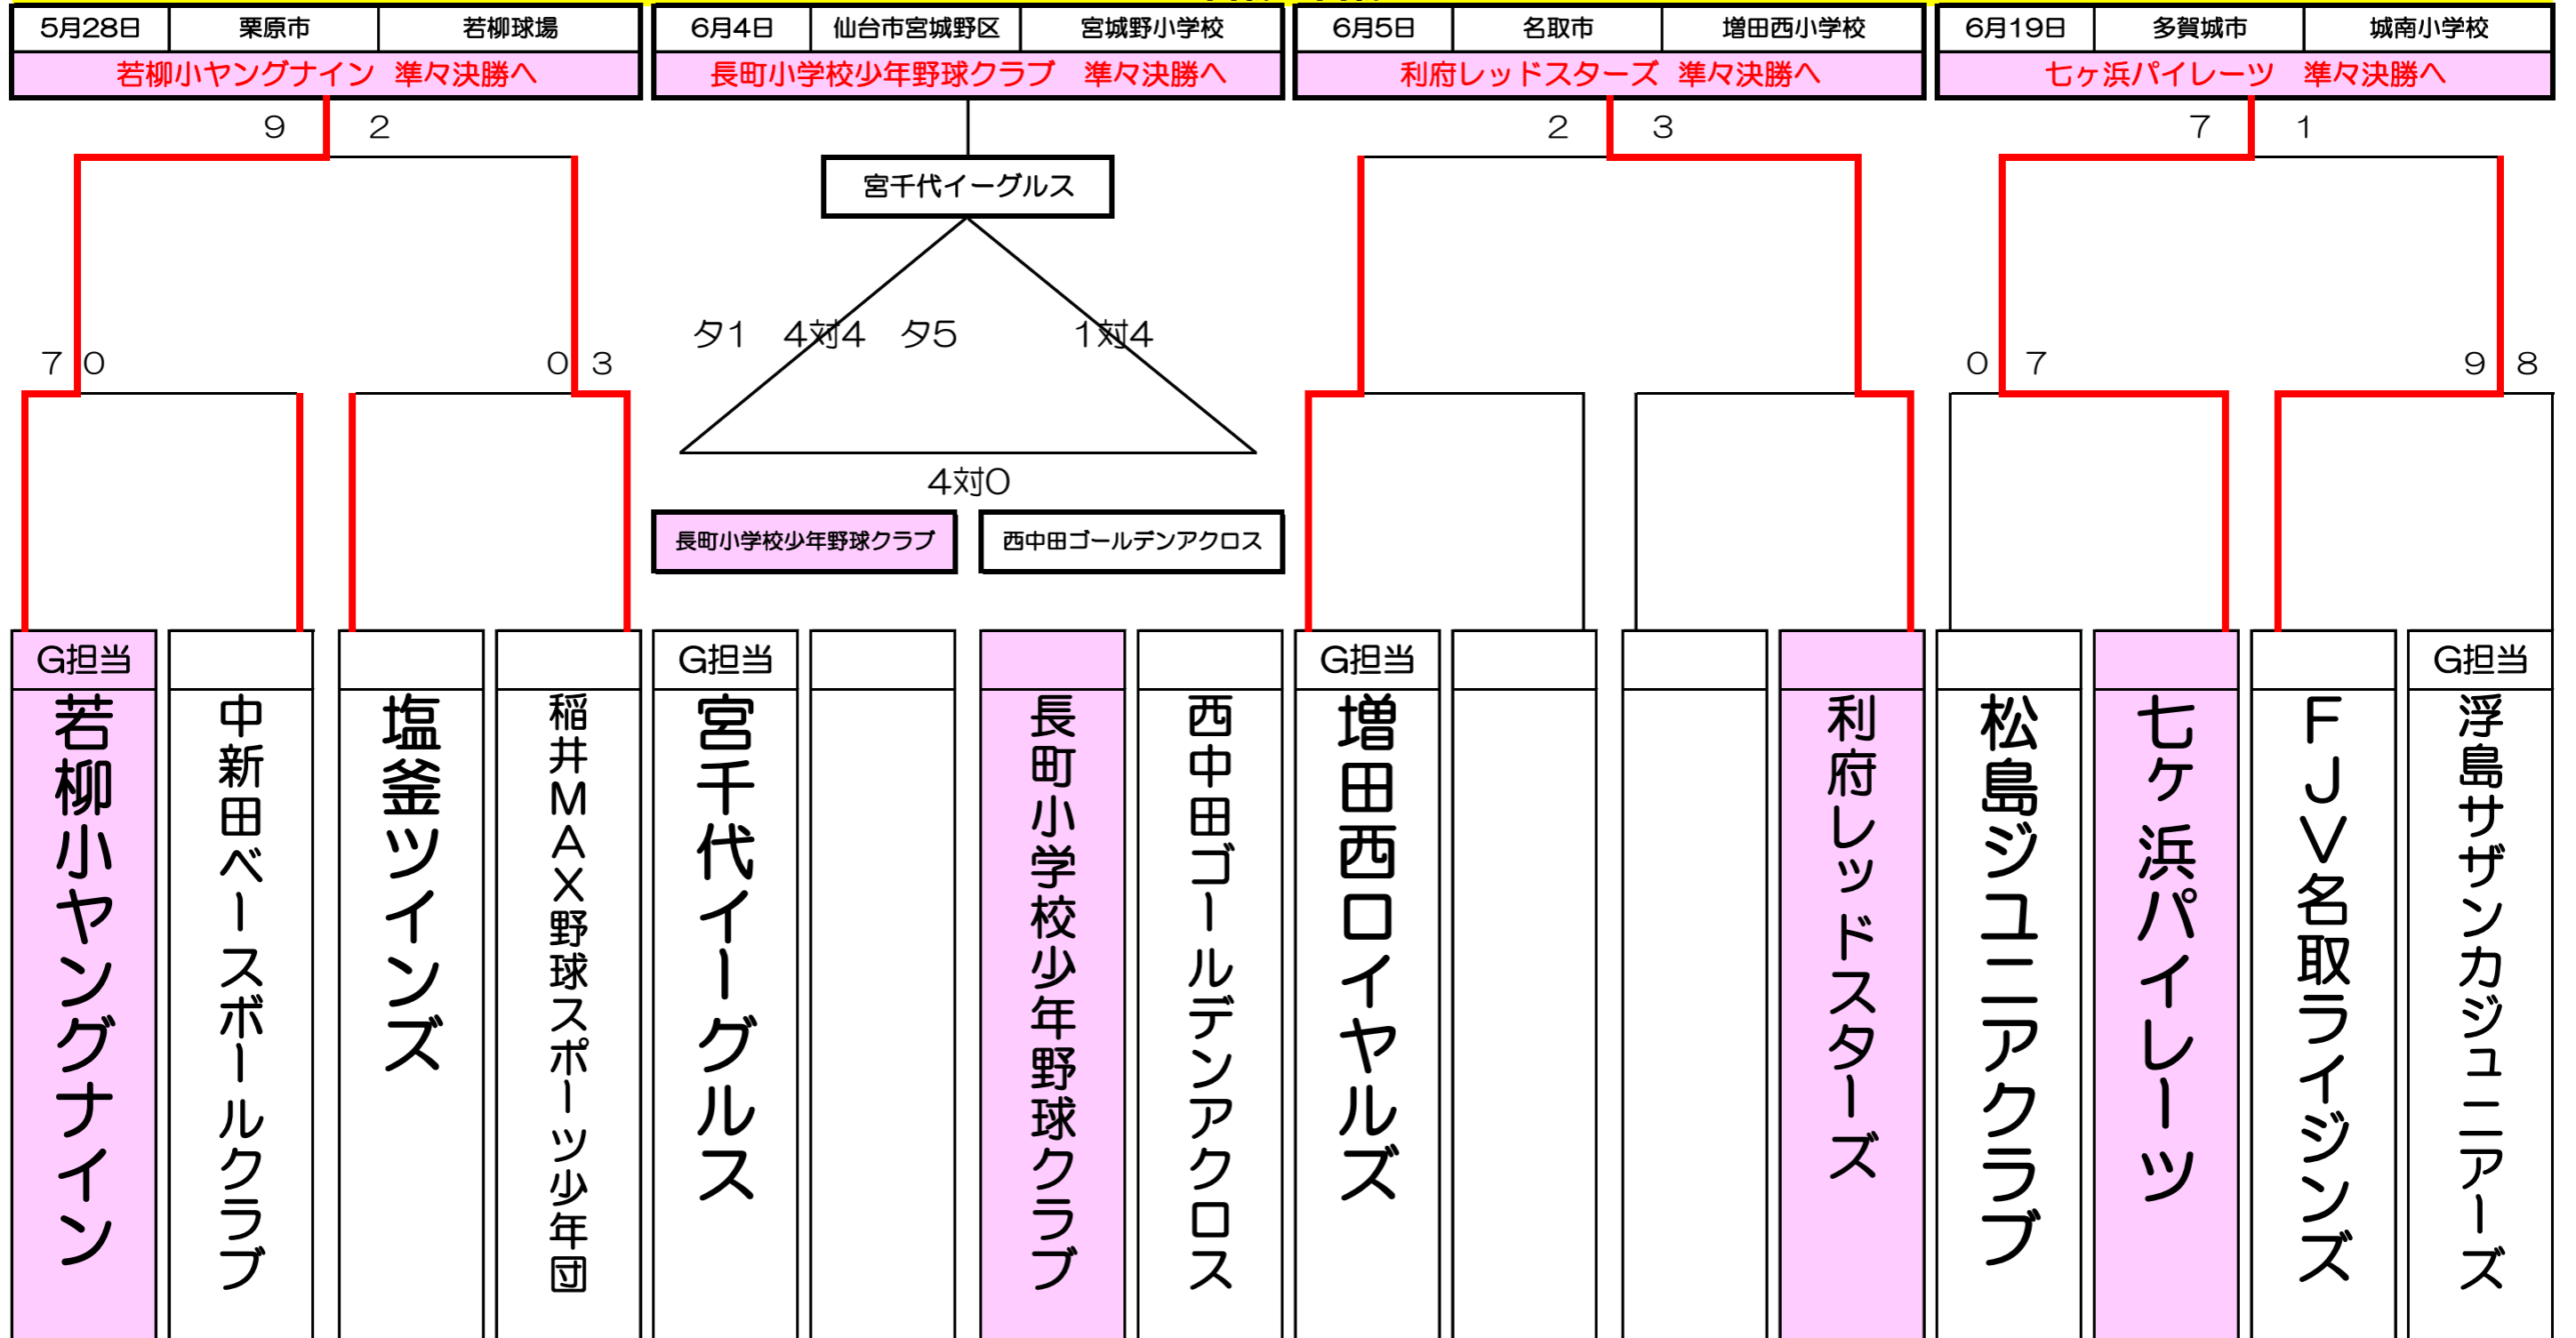 5月28日 栗原市 若柳球場
若柳小ヤングナイン 準々決勝へ
6月4日 仙台市宮城野区 宮城野小学校
長町小学校少年野球クラブ 準々決勝へ
6月5日 名取市 増田西小学校
利府レッドスターズ 準々決勝へ
6月19日 多賀城市 城南小学校
七ヶ浜パイレーツ 準々決勝へ
9 2
2 3
7 1
宮千代イーグルス
タ1 4対4 タ5 1対4
7 0
0 3
0 7
9 8
4対0
長町小学校少年野球クラブ
西中田ゴールデンアクロス
G担当
若柳小ヤングナイン
中新田ベースボールクラブ
塩釜ツインズ
稲井MAX野球スポーツ少年団
G担当
宮千代イーグルス
長町小学校少年野球クラブ
西中田ゴールデンアクロス
G担当
増田西ロイヤルズ
利府レッドスターズ
松島ジュニアクラブ
七ヶ浜パイレーツ
FJV名取ライジンズ
G担当
浮島サザンカジュニアーズ